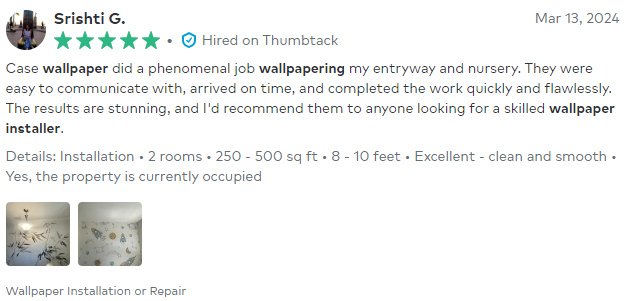 Srishti G.
Mar 13, 2024
• Hired on Thumbtack
Case wallpaper did a phenomenal job wallpapering my entryway and nursery. They were
easy to communicate with, arrived on time, and completed the work quickly and flawlessly.
The results are stunning, and I'd recommend them to anyone looking for a skilled wallpaper
installer.
Details: Installation • 2 rooms • 250 - 500 sq ft • 8 - 10 feet • Excellent - clean and smooth •
Yes, the property is currently occupied
Wallpaper Installation or Repair